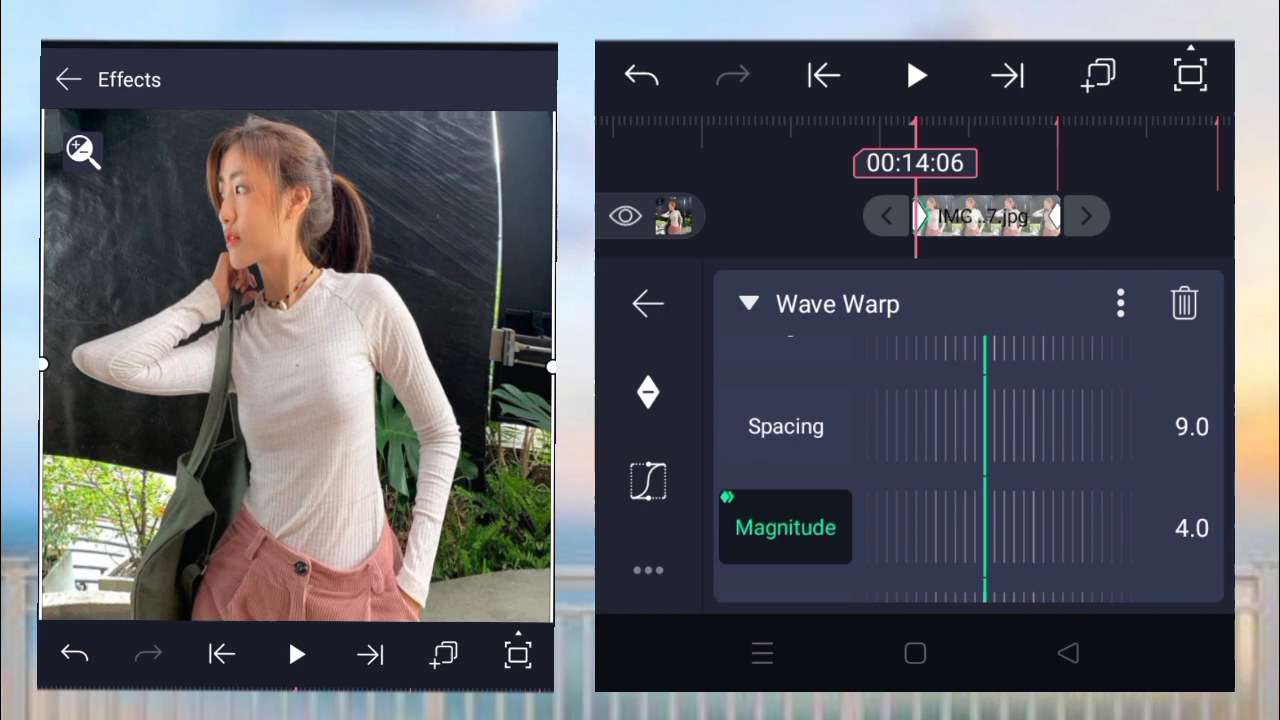 Effects
00:14:06
IMG...7.jpg
Wave Warp
Spacing
9.0
Magnitude
4.0